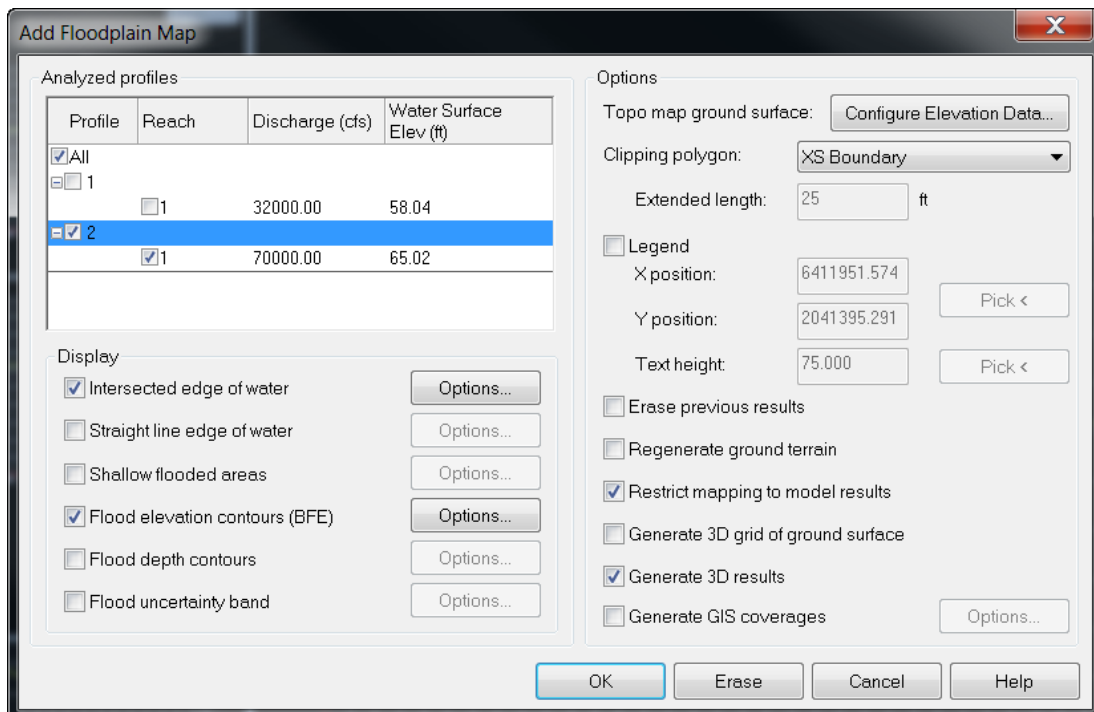 Add Floodplain Map
X
Analyzed profiles
Profile Reach Discharge (cfs) Water Surface
Elev (ft)
All
1
1 32000.00 58.04
2
1 70000.00 65.02
Display
Intersected edge of water Options...
Straight line edge of water Options...
Shallow flooded areas Options...
Flood elevation contours (BFE) Options...
Flood depth contours Options...
Flood uncertainty band Options...
Options
Topo map ground surface: Configure Elevation Data...
Clipping polygon: XS Boundary
Extended length: 25 ft
Legend
X position: 6411951.574
Pick <
Y position: 2041395.291
Text height: 75.000 Pick <
Erase previous results
Regenerate ground terrain
Restrict mapping to model results
Generate 3D grid of ground surface
Generate 3D results
Generate GIS coverages Options...
OK Erase Cancel Help